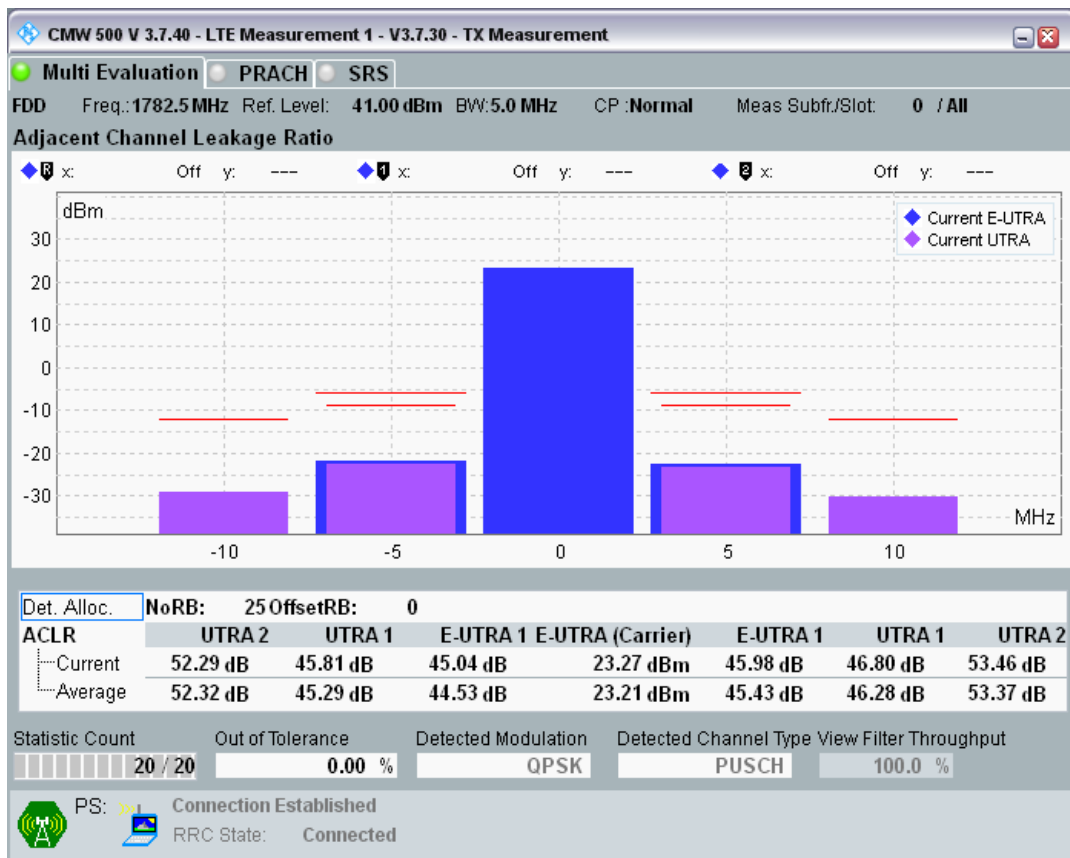 CMW 500 V 3.7.40 - LTE Measurement 1 - V3.7.30 - TX Measurement
Multi Evaluation PRACH SRS
FDD Freq.: 1782.5 MHz Ref. Level: 41.00 dBm BW: 5.0 MHz CP : Normal Meas Subfr./Slot: 0 / All
Adjacent Channel Leakage Ratio
R x: Off y: --- 1 x: Off y: --- 2 x: Off y: ---
dBm
Current E-UTRA
Current UTRA
30
20
10
0
-10
-20
-30
MHz
-10 -5 0 5 10
Det. Alloc. NoRB: 25 OffsetRB: 0
ACLR UTRA 2 UTRA 1 E-UTRA 1 E-UTRA (Carrier) E-UTRA 1 UTRA 1 UTRA 2
Current 52.29 dB 45.81 dB 45.04 dB 23.27 dBm 45.98 dB 46.80 dB 53.46 dB
Average 52.32 dB 45.29 dB 44.53 dB 23.21 dBm 45.43 dB 46.28 dB 53.37 dB
Statistic Count Out of Tolerance Detected Modulation Detected Channel Type View Filter Throughput
20 / 20 0.00 % QPSK PUSCH 100.0 %
PS: Connection Established
RRC State: Connected